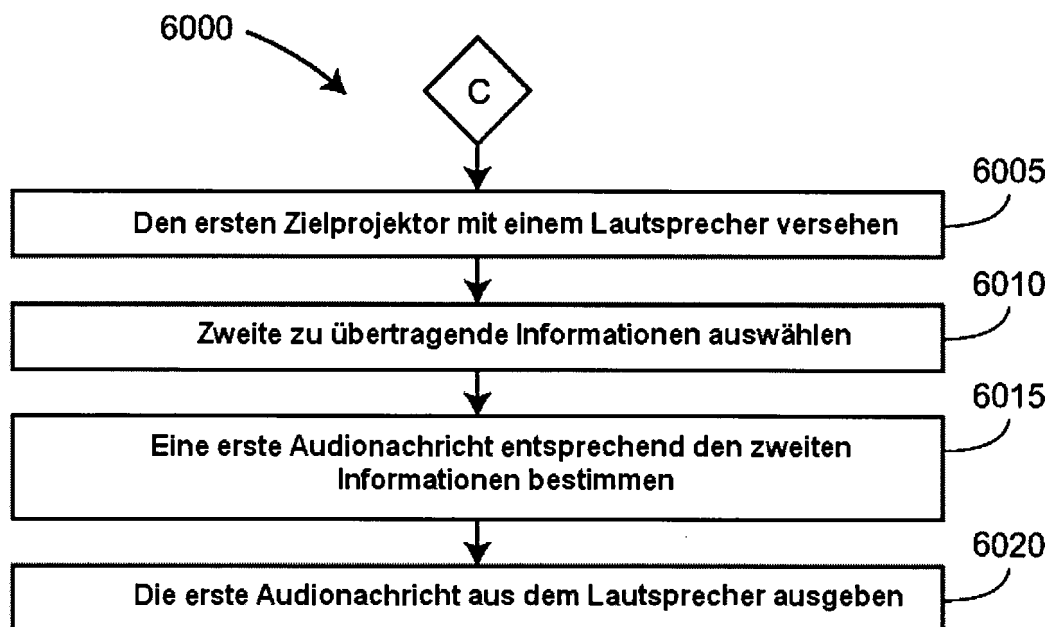 6000
C
6005
Den ersten Zielprojektor mit einem Lautsprecher versehen
6010
Zweite zu übertragende Informationen auswählen
6015
Eine erste Audionachricht entsprechend den zweiten
Informationen bestimmen
6020
Die erste Audionachricht aus dem Lautsprecher ausgeben